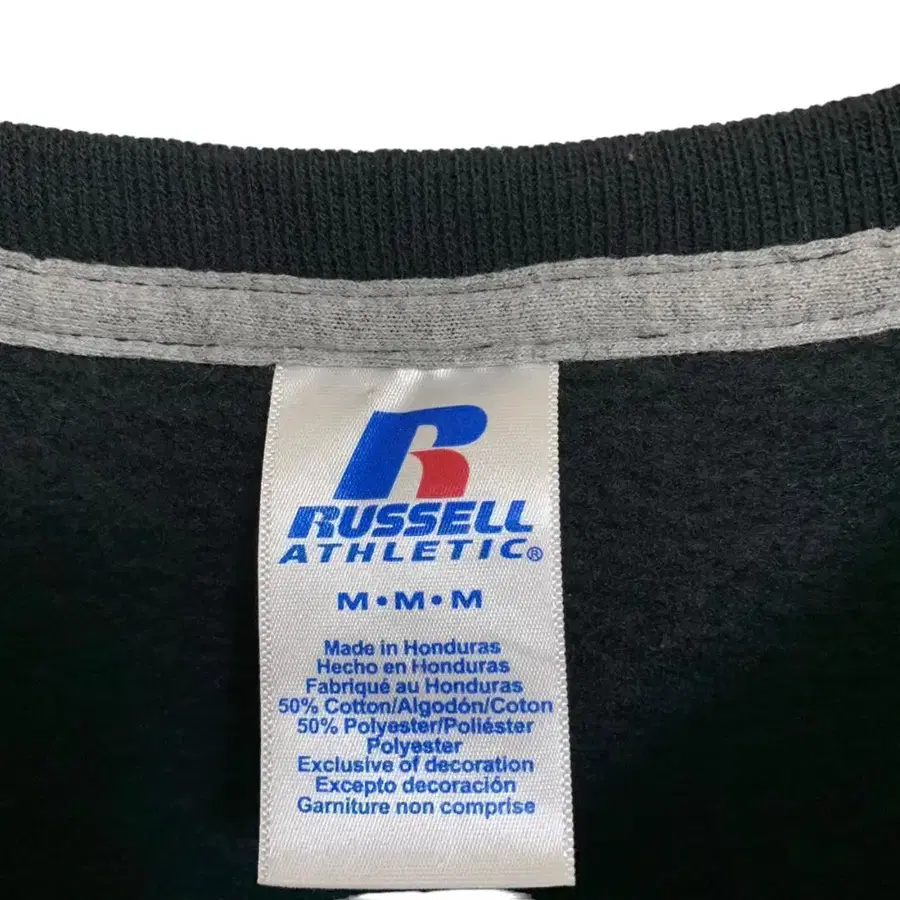 R
RUSSELL
ATHLETIC®
M•M•M
Made in Honduras
Hecho en Honduras
Fabriqué au Honduras
50% Cotton/Algodón/Coton
50% Polyester/Poliéster
Polyester
Exclusive of decoration
Excepto decoración
Garniture non comprise